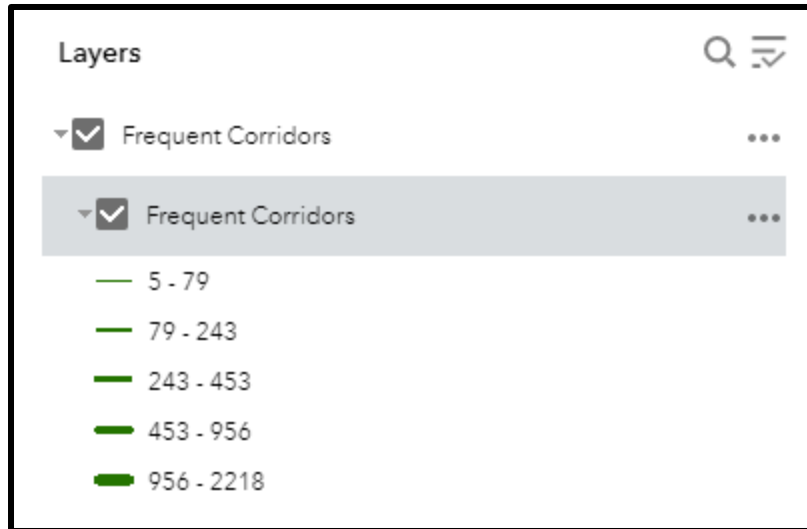 Layers
Frequent Corridors
Frequent Corridors
5 - 79
79 - 243
243 - 453
453 - 956
956 - 2218